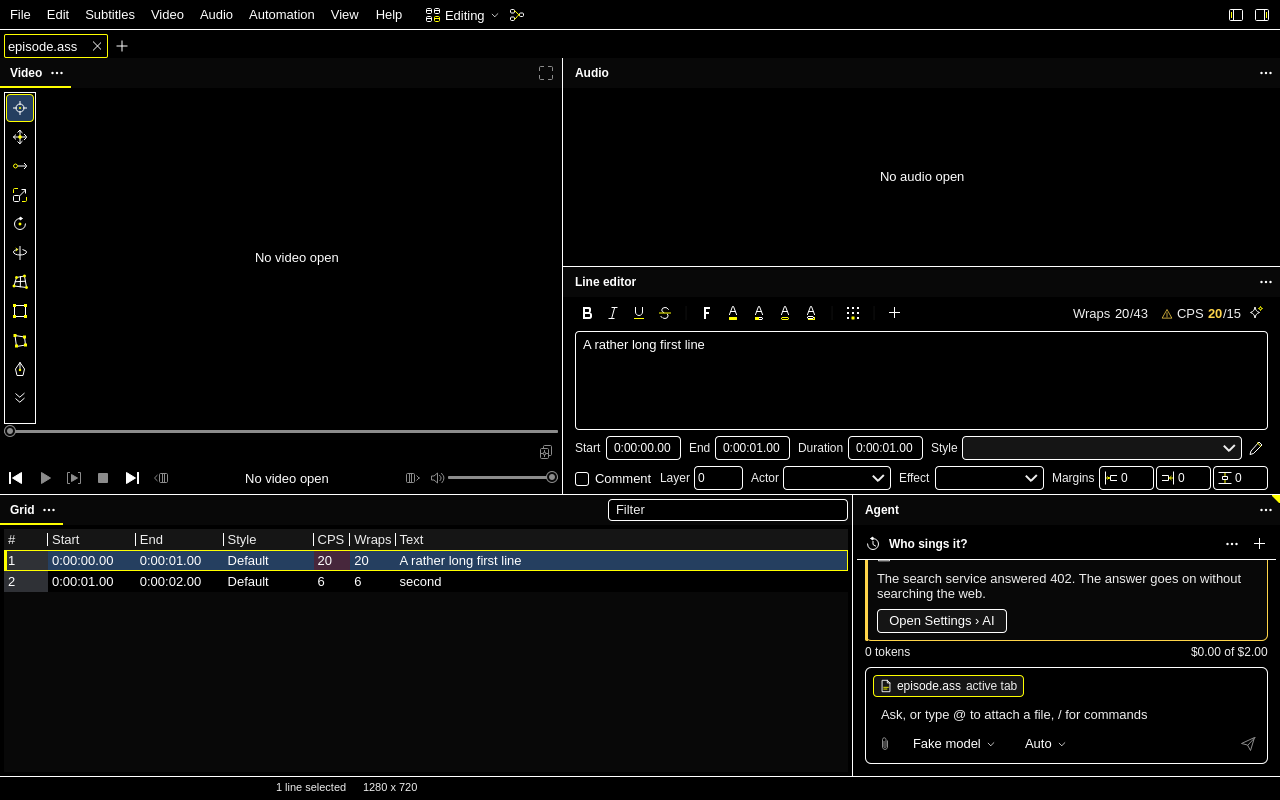 File Edit Subtitles Video Audio Automation View Help Editing
episode.ass
Video
Audio
No video open
No audio open
Line editor
B I U S F A A A A Wraps 20/43 CPS 20/15
A rather long first line
Start 0:00:00.00 End 0:00:01.00 Duration 0:00:01.00 Style
Comment Layer 0 Actor Effect Margins 0 0 0
No video open
Grid
Filter
# Start End Style CPS Wraps Text
1 0:00:00.00 0:00:01.00 Default 20 20 A rather long first line
2 0:00:01.00 0:00:02.00 Default 6 6 second
Agent
Who sings it?
The search service answered 402. The answer goes on without
searching the web.
Open Settings › AI
0 tokens $0.00 of $2.00
episode.ass active tab
Ask, or type @ to attach a file, / for commands
Fake model Auto
1 line selected 1280 x 720